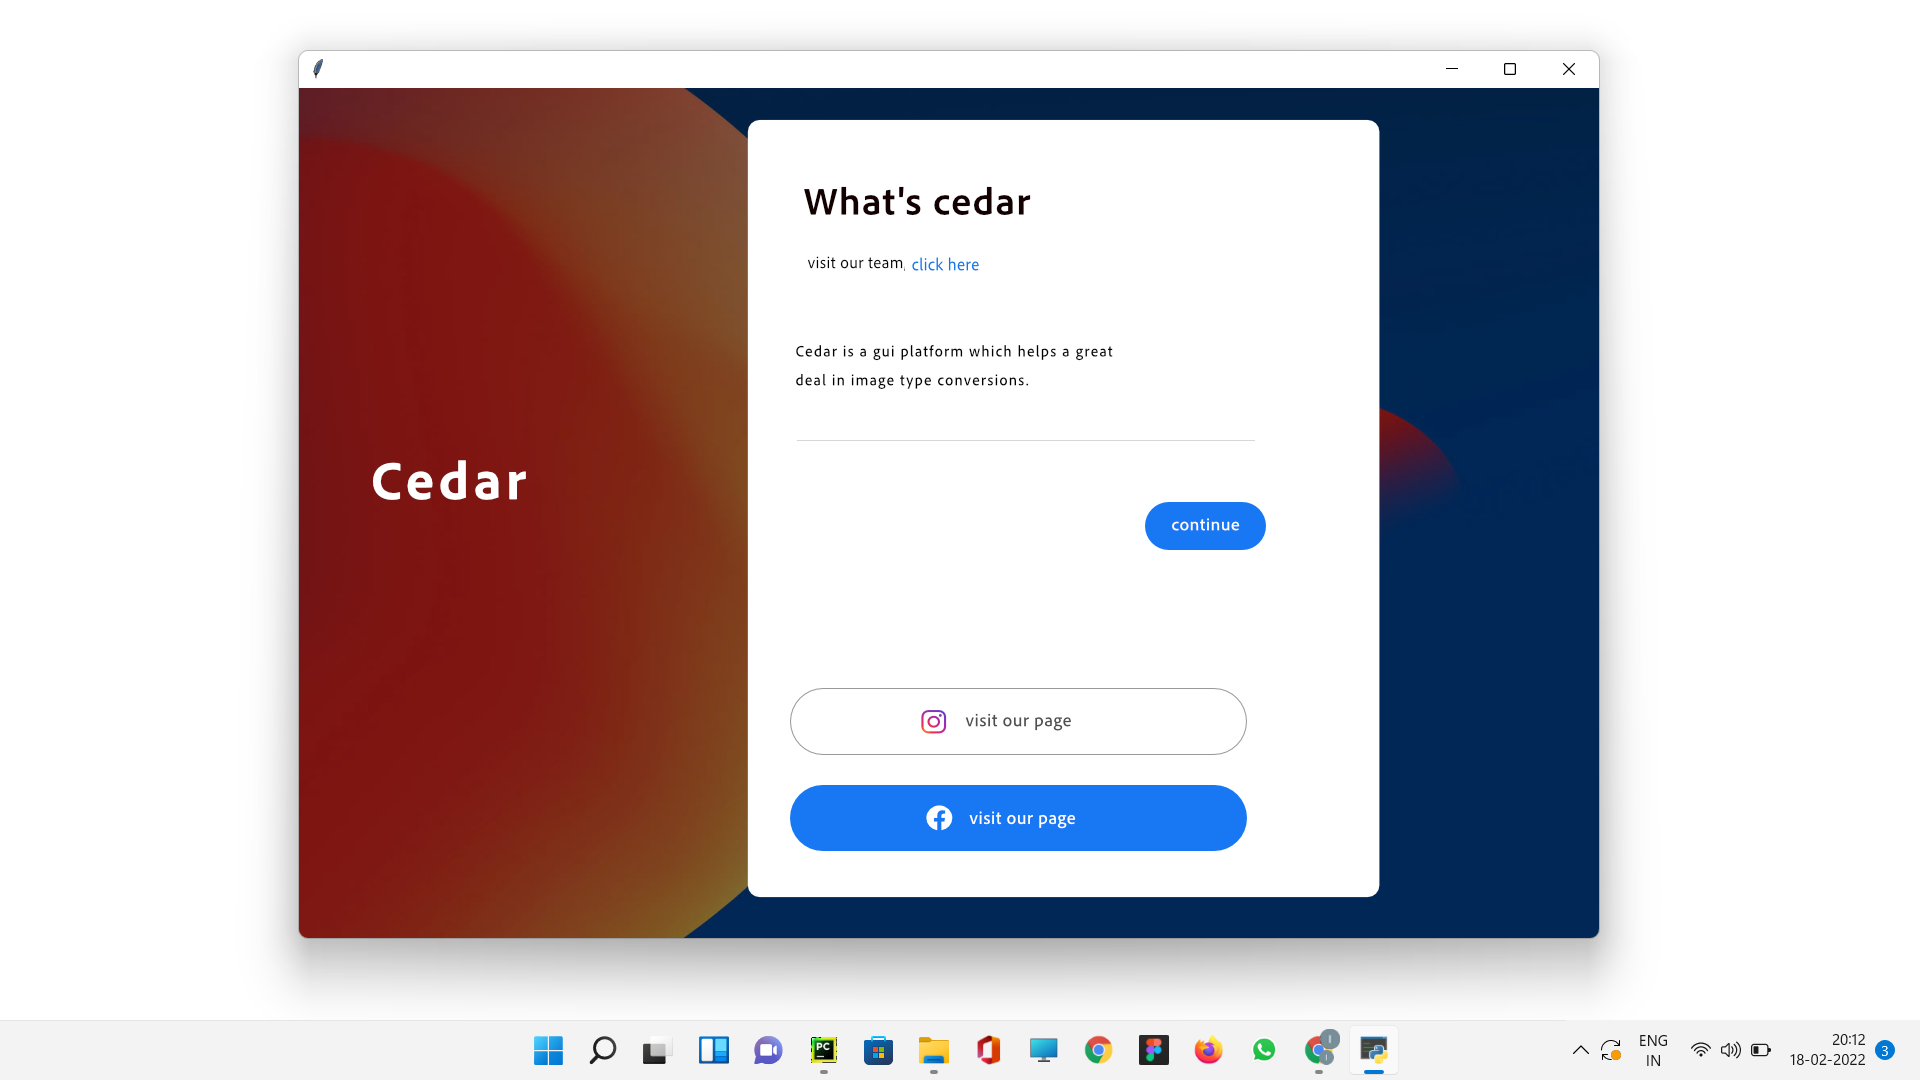 What's cedar
visit our team, click here
Cedar is a gui platform which helps a great
deal in image type conversions.
Cedar
continue
visit our page
visit our page
PC
ENG
IN
20:12
18-02-2022
3